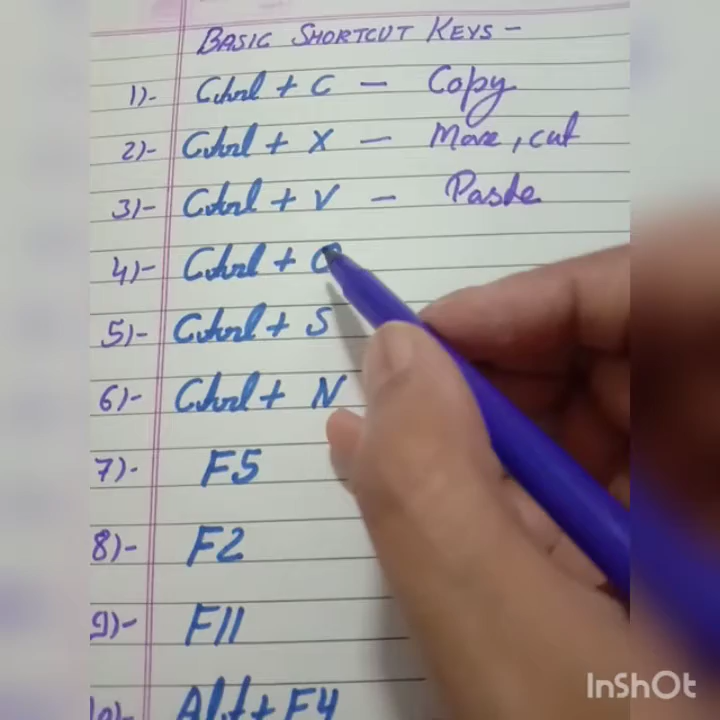 BASIC SHORTCUT KEYS -
1)- Ctrl + C - Copy
2)- Ctrl + X - Move, cut
3)- Ctrl + V - Paste
4)- Ctrl + O
5)- Ctrl + S
6)- Ctrl + N
7)- F5
8)- F2
9)- F11
10)- Alt + F4
InShOt